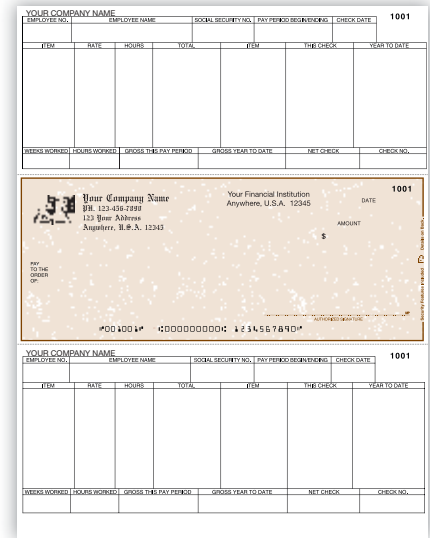 YOUR COMPANY NAME
EMPLOYEE NO. EMPLOYEE NAME SOCIAL SECURITY NO. PAY PERIOD BEGIN/ENDING CHECK DATE 1001
ITEM RATE HOURS TOTAL ITEM THIS CHECK YEAR TO DATE
WEEKS WORKED HOURS WORKED GROSS THIS PAY PERIOD GROSS YEAR TO DATE NET CHECK CHECK NO.
1001
Your Company Name
PH. 123-456-7890
123 Your Address
Anywhere, U.S.A. 12345
Your Financial Institution
Anywhere, U.S.A. 12345
DATE
AMOUNT
$
PAY
TO THE
ORDER
OF:
AUTHORIZED SIGNATURE
Security Features Included. Details on Back.
⑈001001⑈ ⑆000000000⑆ 1234567890⑈
YOUR COMPANY NAME
EMPLOYEE NO. EMPLOYEE NAME SOCIAL SECURITY NO. PAY PERIOD BEGIN/ENDING CHECK DATE 1001
ITEM RATE HOURS TOTAL ITEM THIS CHECK YEAR TO DATE
WEEKS WORKED HOURS WORKED GROSS THIS PAY PERIOD GROSS YEAR TO DATE NET CHECK CHECK NO.